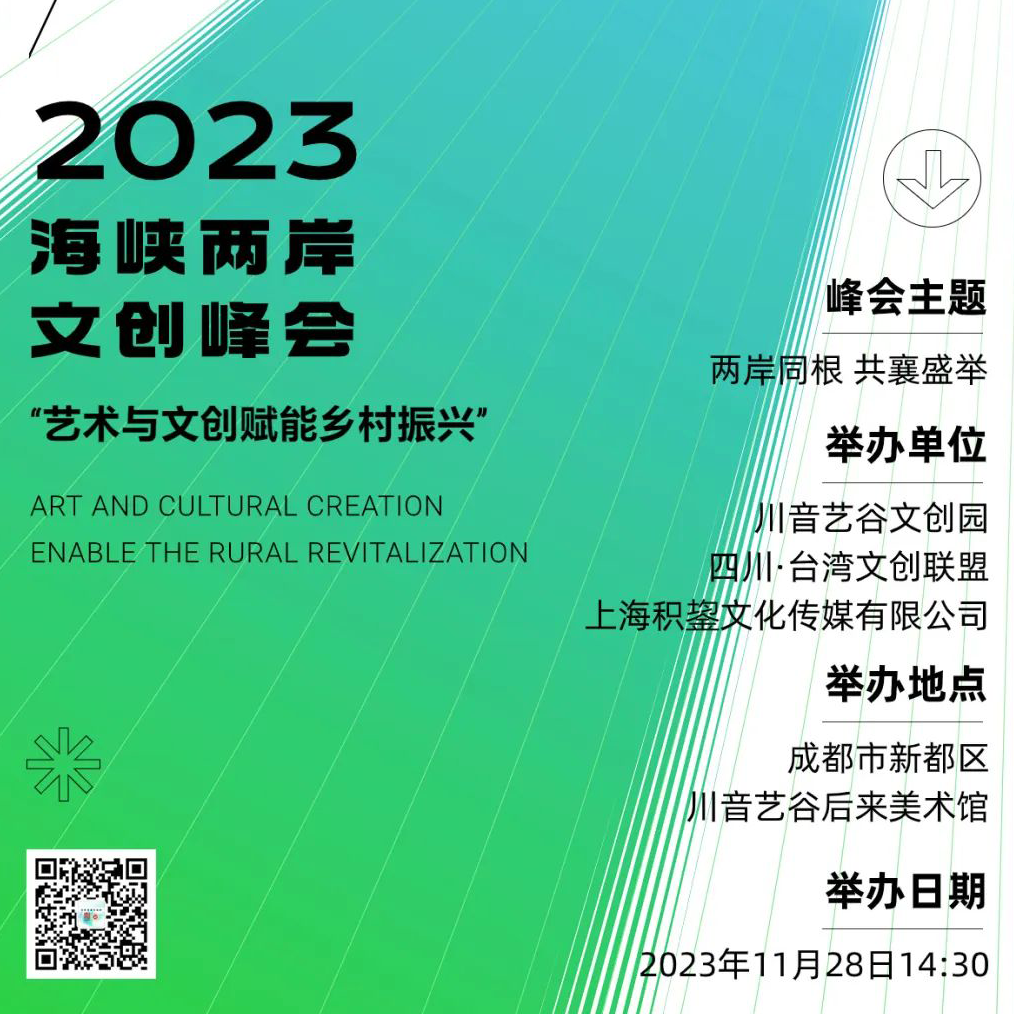 2023
海峡两岸
文创峰会
“艺术与文创赋能乡村振兴”
ART AND CULTURAL CREATION
ENABLE THE RURAL REVITALIZATION
峰会主题
两岸同根 共襄盛举
举办单位
川音艺谷文创园
四川·台湾文创联盟
上海积鋆文化传媒有限公司
举办地点
成都市新都区
川音艺谷后来美术馆
举办日期
2023年11月28日14:30